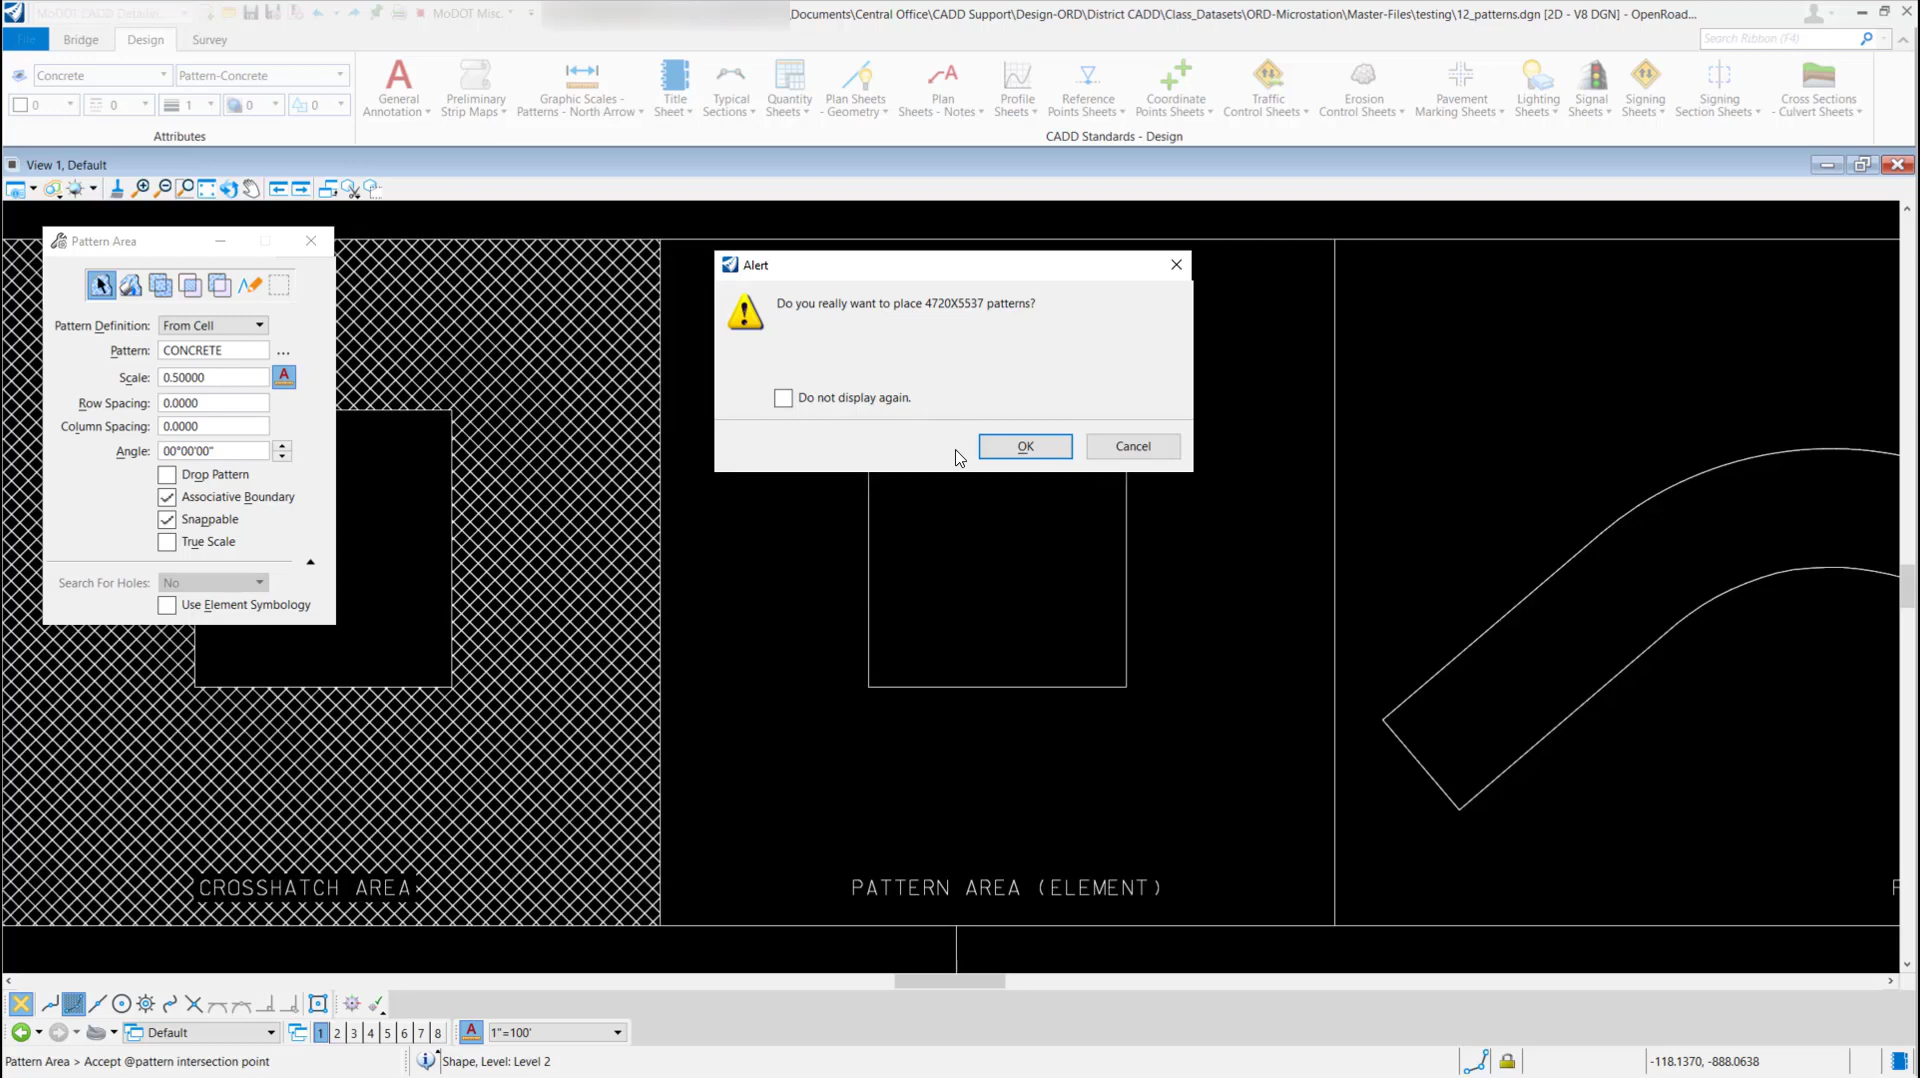 MoDOT CADD Detailin...
MoDOT Misc.
.Documents\Central Office\CADD Support\Design-ORD\District CADD\Class_Datasets\ORD-Microstation\Master-Files\testing\12_patterns.dgn [2D - V8 DGN] - OpenRoad...
File
Bridge
Design
Survey
Search Ribbon (F4)
Concrete
Pattern-Concrete
0
0
1
0
0
Attributes
General Annotation
Preliminary Strip Maps
Graphic Scales - Patterns - North Arrow
Title Sheet
Typical Sections
Quantity Sheets
Plan Sheets - Geometry
Plan Sheets - Notes
Profile Sheets
Reference Points Sheets
Coordinate Points Sheets
Traffic Control Sheets
Erosion Control Sheets
Pavement Marking Sheets
Lighting Sheets
Signal Sheets
Signing Sheets
Signing Section Sheets
Cross Sections - Culvert Sheets
CADD Standards - Design
View 1, Default
Pattern Area
Pattern Definition: From Cell
Pattern: CONCRETE ...
Scale: 0.50000 A
Row Spacing: 0.0000
Column Spacing: 0.0000
Angle: 00°00'00"
Drop Pattern
Associative Boundary
Snappable
True Scale
Search For Holes: No
Use Element Symbology
Alert
Do you really want to place 4720X5537 patterns?
Do not display again.
OK
Cancel
CROSSHATCH AREA
PATTERN AREA (ELEMENT)
Default
1 2 3 4 5 6 7 8
A
1"=100'
Pattern Area > Accept @pattern intersection point
Shape, Level: Level 2
-118.1370, -888.0638